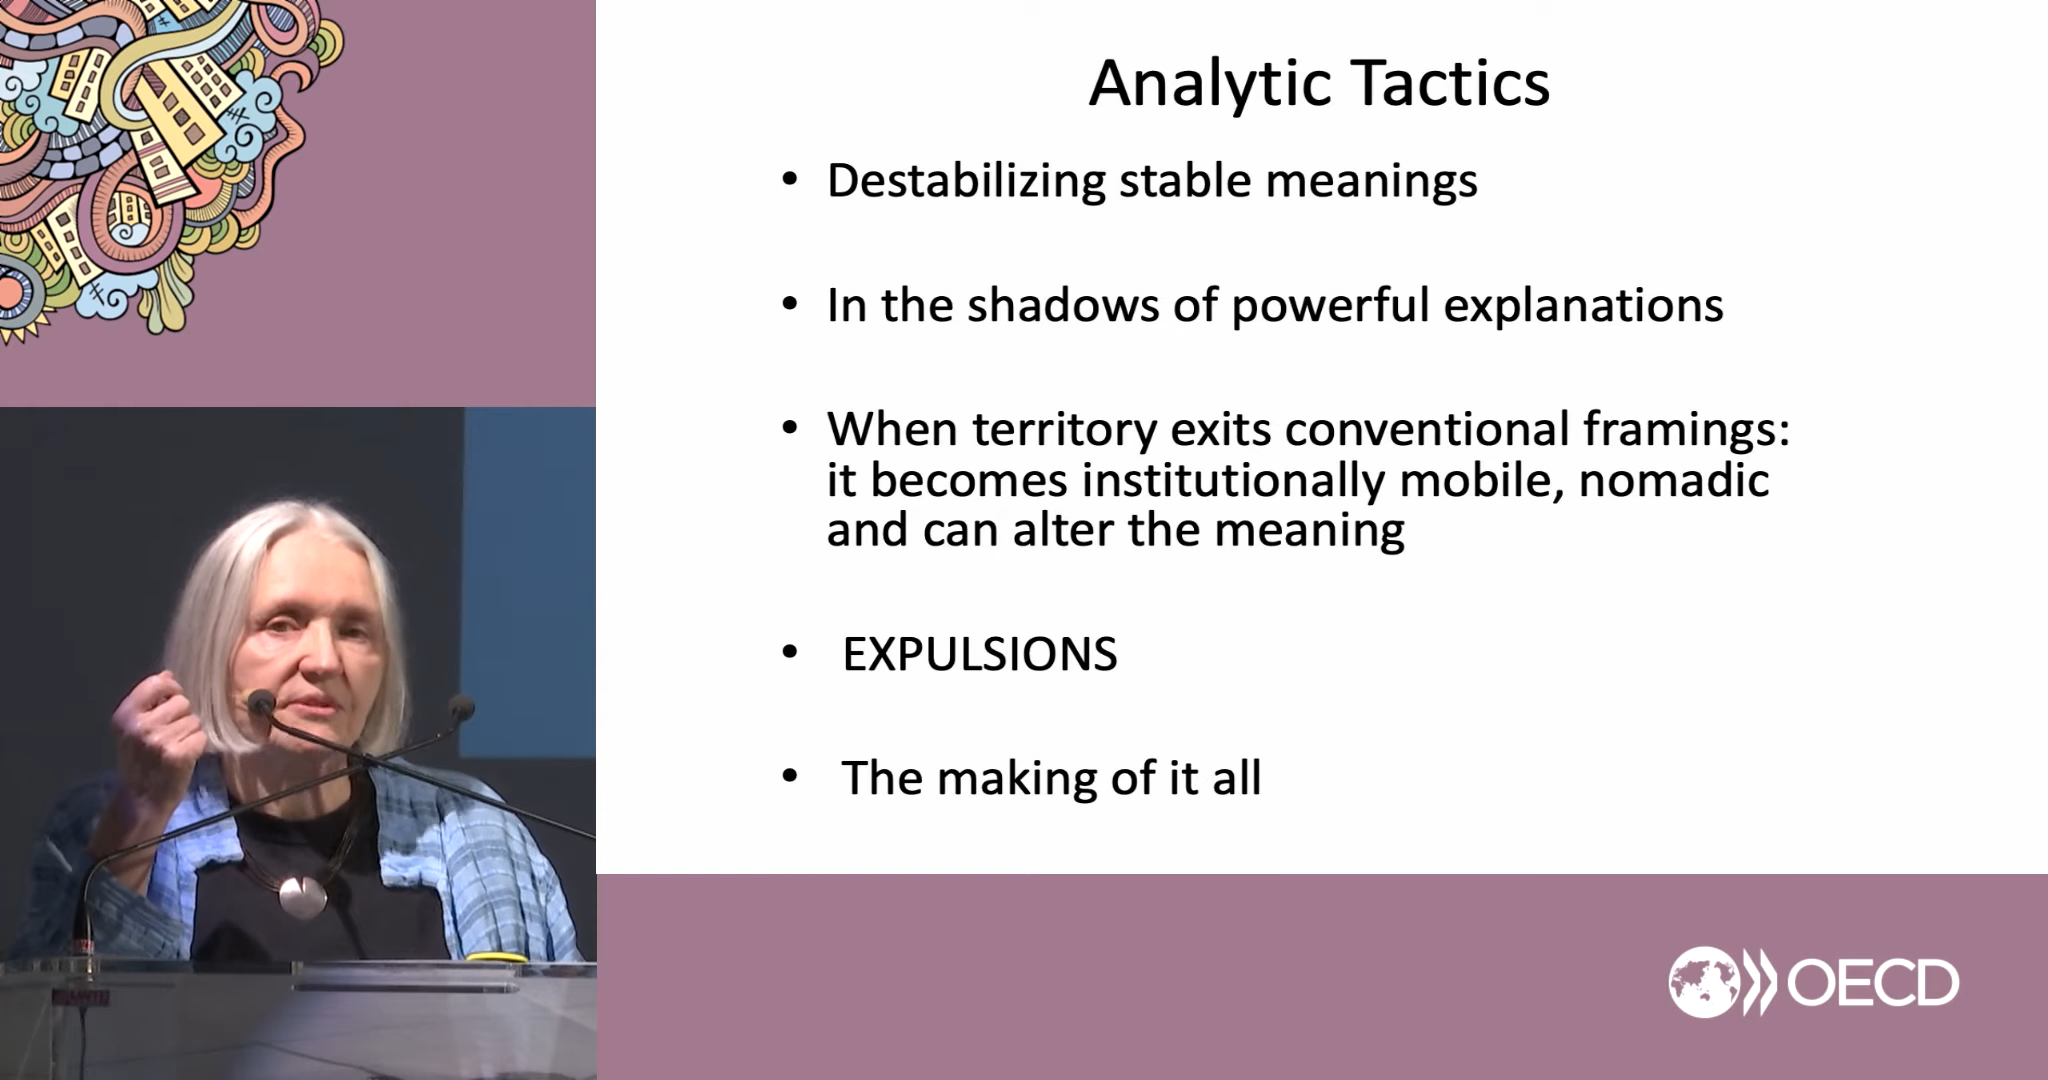 Analytic Tactics
• Destabilizing stable meanings
• In the shadows of powerful explanations
• When territory exits conventional framings:
it becomes institutionally mobile, nomadic
and can alter the meaning
• EXPULSIONS
• The making of it all
OECD